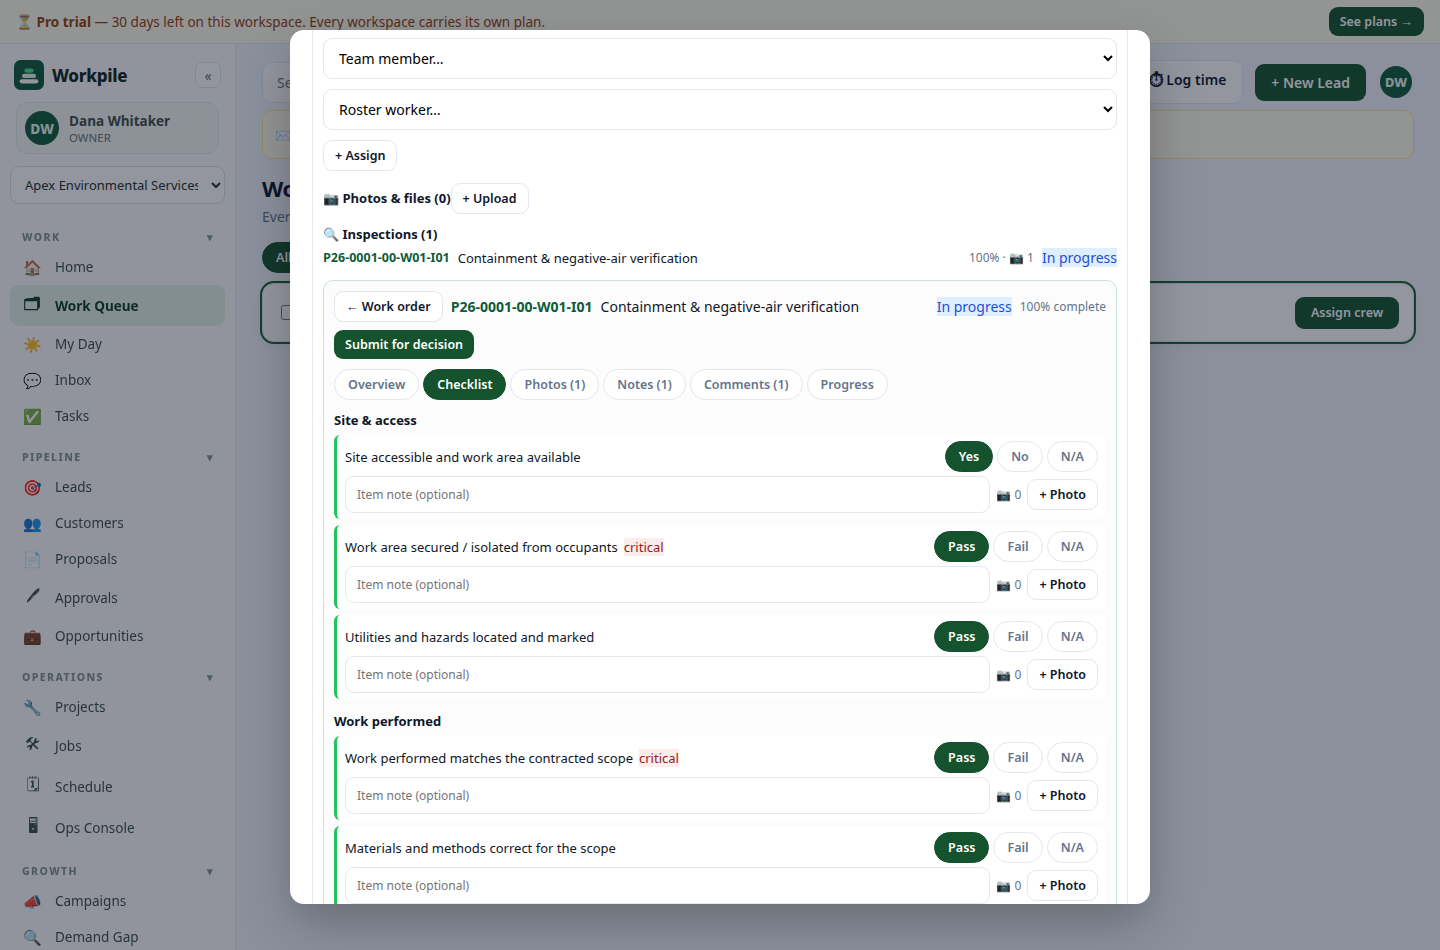 ⏳ Pro trial — 30 days left on this workspace. Every workspace carries its own plan.
See plans →
Workpile
«
DW
Dana Whitaker
OWNER
Apex Environmental Services
WORK
Home
Work Queue
My Day
Inbox
Tasks
PIPELINE
Leads
Customers
Proposals
Approvals
Opportunities
OPERATIONS
Projects
Jobs
Schedule
Ops Console
GROWTH
Campaigns
Demand Gap
Se
Log time
+ New Lead
DW
Wo
Ever
All
Assign crew
Team member...
Roster worker...
+ Assign
Photos & files (0)
+ Upload
Inspections (1)
P26-0001-00-W01-I01 Containment & negative-air verification 100% · 📷 1 In progress
← Work order P26-0001-00-W01-I01 Containment & negative-air verification In progress 100% complete
Submit for decision
Overview Checklist Photos (1) Notes (1) Comments (1) Progress
Site & access
Site accessible and work area available Yes No N/A
Item note (optional) 📷 0 + Photo
Work area secured / isolated from occupants critical Pass Fail N/A
Item note (optional) 📷 0 + Photo
Utilities and hazards located and marked Pass Fail N/A
Item note (optional) 📷 0 + Photo
Work performed
Work performed matches the contracted scope critical Pass Fail N/A
Item note (optional) 📷 0 + Photo
Materials and methods correct for the scope Pass Fail N/A
Item note (optional) 📷 0 + Photo